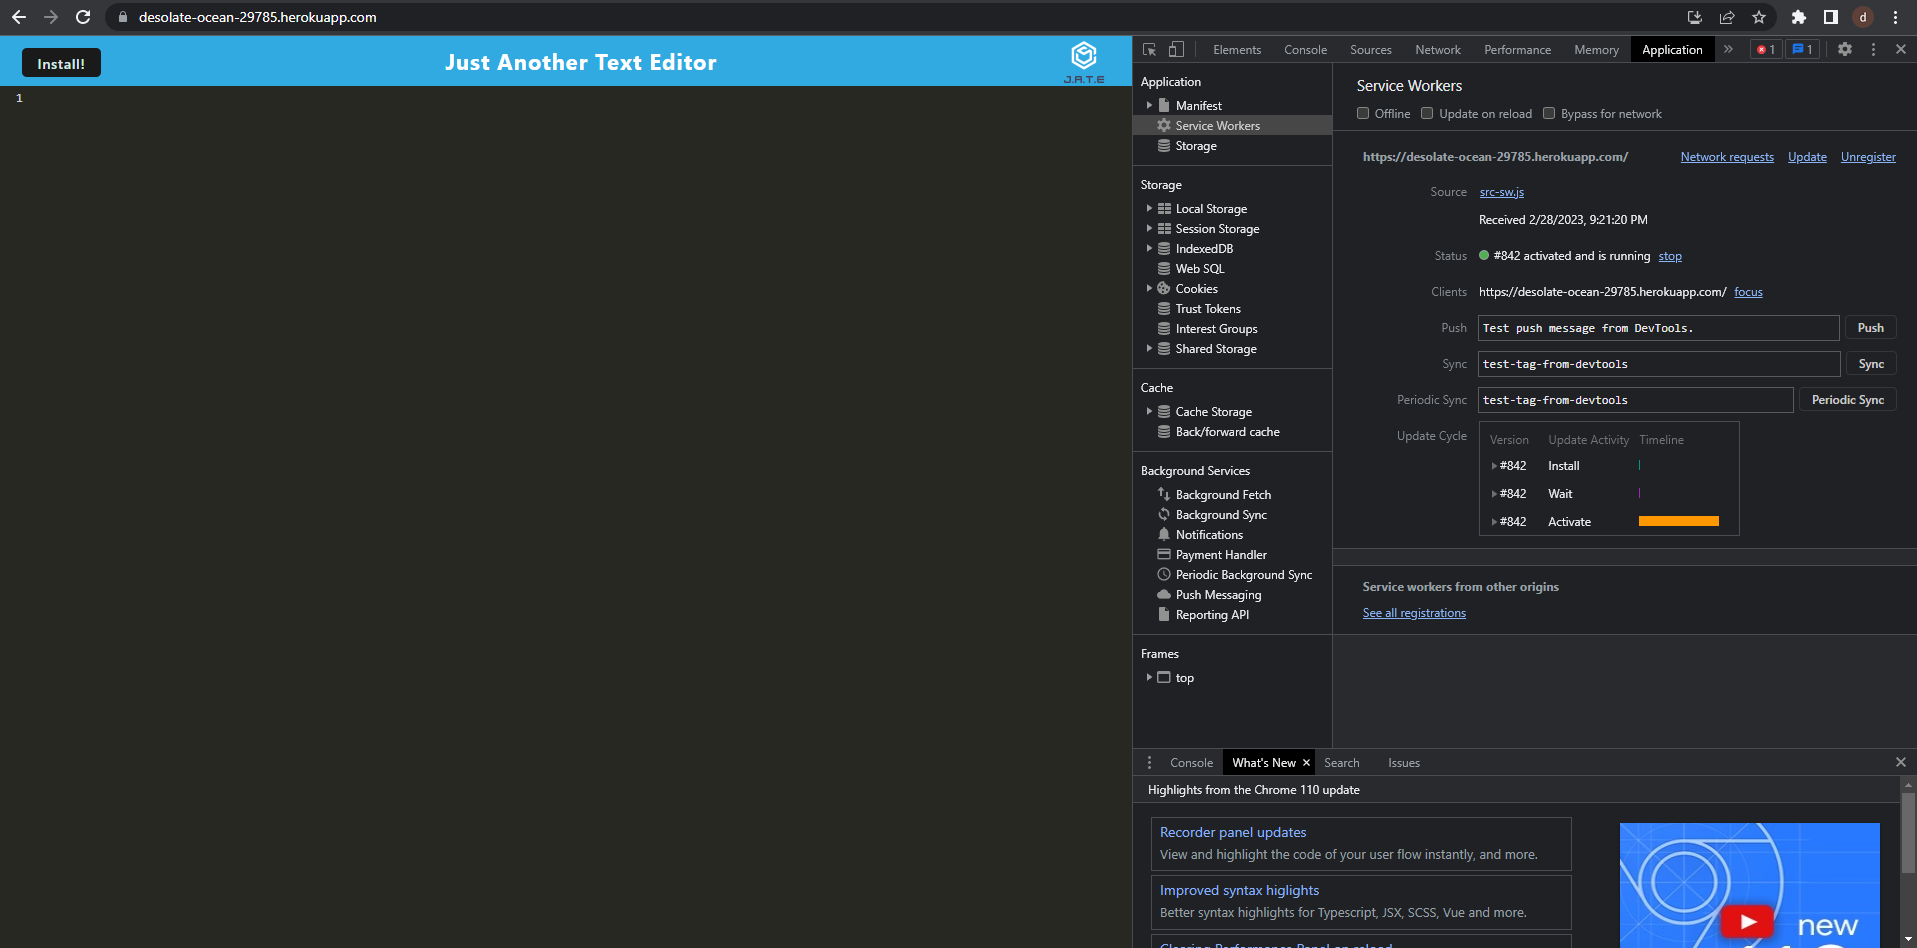 desolate-ocean-29785.herokuapp.com
d
Install!
Just Another Text Editor
J.A.T.E
1
Elements Console Sources Network Performance Memory Application » 1 1
Application
Manifest
Service Workers
Storage
Storage
Local Storage
Session Storage
IndexedDB
Web SQL
Cookies
Trust Tokens
Interest Groups
Shared Storage
Cache
Cache Storage
Back/forward cache
Background Services
Background Fetch
Background Sync
Notifications
Payment Handler
Periodic Background Sync
Push Messaging
Reporting API
Frames
top
Service Workers
Offline Update on reload Bypass for network
https://desolate-ocean-29785.herokuapp.com/ Network requests Update Unregister
Source src-sw.js
Received 2/28/2023, 9:21:20 PM
Status #842 activated and is running stop
Clients https://desolate-ocean-29785.herokuapp.com/ focus
Push Test push message from DevTools. Push
Sync test-tag-from-devtools Sync
Periodic Sync test-tag-from-devtools Periodic Sync
Update Cycle Version Update Activity Timeline
#842 Install
#842 Wait
#842 Activate
Service workers from other origins
See all registrations
Console What's New Search Issues
Highlights from the Chrome 110 update
Recorder panel updates
View and highlight the code of your user flow instantly, and more.
Improved syntax higlights
Better syntax highlights for Typescript, JSX, SCSS, Vue and more.
Clearing Performance Panel on reload
new